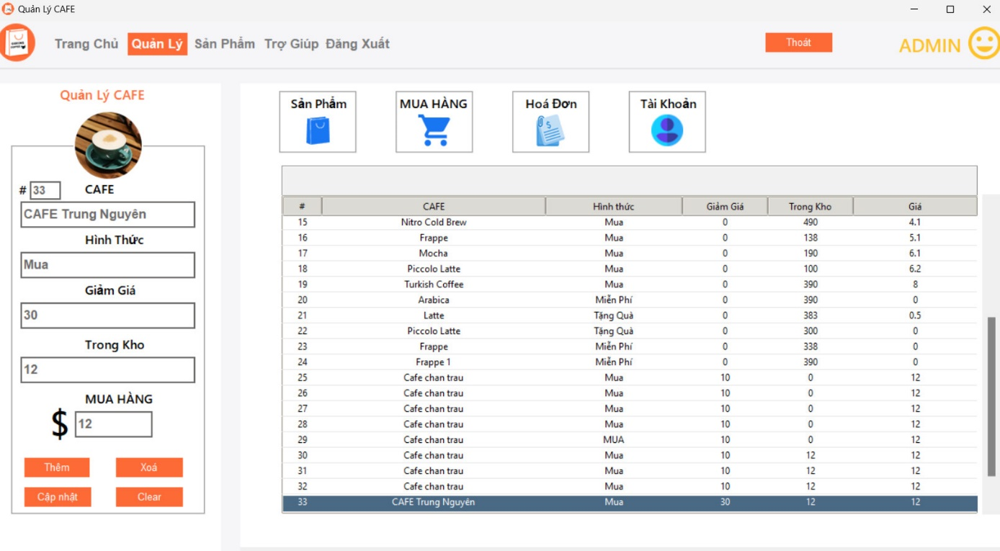 Quản Lý CAFE
Trang Chủ Quản Lý Sản Phẩm Trợ Giúp Đăng Xuất Thoát ADMIN
Quản Lý CAFE
# 33 CAFE
CAFE Trung Nguyên
Hình Thức
Mua
Giảm Giá
30
Trong Kho
12
MUA HÀNG
$ 12
Thêm Xoá
Cập nhật Clear
Sản Phẩm MUA HÀNG Hoá Đơn Tài Khoản
# CAFE Hình thức Giảm Giá Trong Kho Giá
15 Nitro Cold Brew Mua 0 490 4.1
16 Frappe Mua 0 138 5.1
17 Mocha Mua 0 190 6.1
18 Piccolo Latte Mua 0 100 6.2
19 Turkish Coffee Mua 0 390 8
20 Arabica Miễn Phí 0 390 0
21 Latte Tặng Quà 0 383 0.5
22 Piccolo Latte Tặng Quà 0 300 0
23 Frappe Miễn Phí 0 338 0
24 Frappe 1 Miễn Phí 0 390 0
25 Cafe chan trau Mua 10 0 12
26 Cafe chan trau Mua 10 0 12
27 Cafe chan trau Mua 10 0 12
28 Cafe chan trau Mua 10 0 12
29 Cafe chan trau MUA 10 0 12
30 Cafe chan trau Mua 10 12 12
31 Cafe chan trau Mua 10 12 12
32 Cafe chan trau Mua 10 12 12
33 CAFE Trung Nguyên Mua 30 12 12